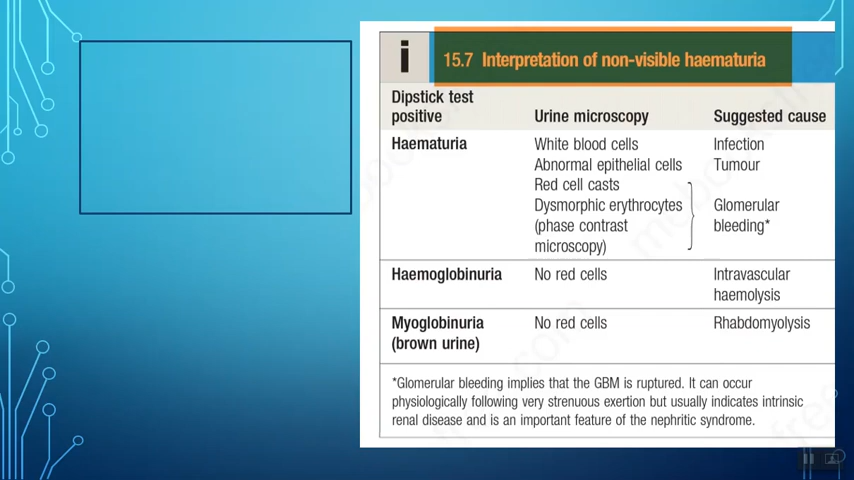 i 15.7 Interpretation of non-visible haematuria
Dipstick test
positive Urine microscopy Suggested cause
Haematuria White blood cells Infection
Abnormal epithelial cells Tumour
Red cell casts
Dysmorphic erythrocytes Glomerular
(phase contrast bleeding*
microscopy)
Haemoglobinuria No red cells Intravascular
haemolysis
Myoglobinuria No red cells Rhabdomyolysis
(brown urine)
*Glomerular bleeding implies that the GBM is ruptured. It can occur
physiologically following very strenuous exertion but usually indicates intrinsic
renal disease and is an important feature of the nephritic syndrome.